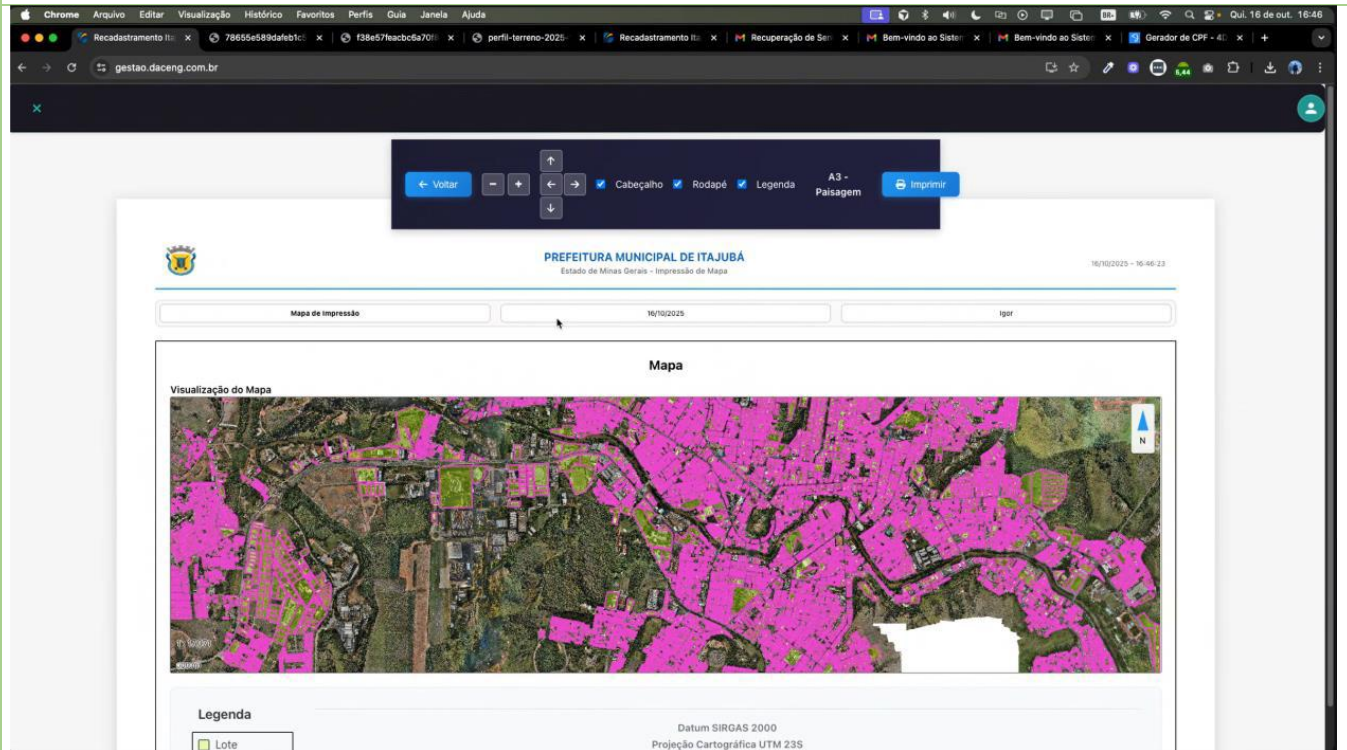 Chrome Arquivo Editar Visualização Histórico Favoritos Perfis Guia Janela Ajuda Qui. 16 de out. 16:46
Recadastramento Ita 78655e589dafeb1c5 f38e57feacbc6a70f8 perfil-terreno-2025- Recadastramento Ita Recuperação de Sen Bem-vindo ao Sistem Bem-vindo ao Sistem Gerador de CPF - 4D
gestao.daceng.com.br
← Voltar
Cabeçalho Rodapé Legenda
A3 -
Paisagem
Imprimir
PREFEITURA MUNICIPAL DE ITAJUBÁ
Estado de Minas Gerais - Impressão de Mapa
16/10/2025 - 16:46:23
Mapa de Impressão 16/10/2025 Igor
Mapa
Visualização do Mapa
N
Legenda
Lote
Datum SIRGAS 2000
Projeção Cartográfica UTM 23S